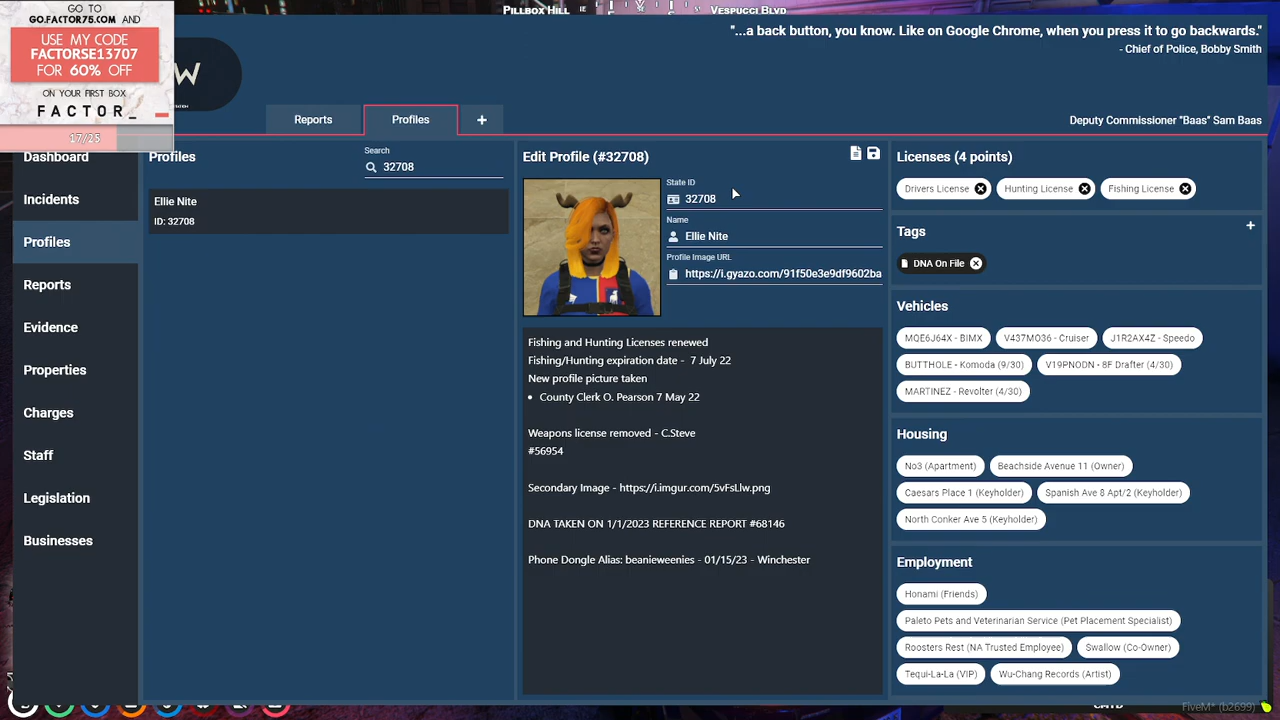 GO TO
GO.FACTOR75.COM AND
USE MY CODE
FACTORSE13707
FOR 60% OFF
ON YOUR FIRST BOX
FACTOR_
17/25
Pillbox Hill
Vespucci Blvd
"...a back button, you know. Like on Google Chrome, when you press it to go backwards."
- Chief of Police, Bobby Smith
W
Reports
Profiles
+
Deputy Commissioner "Baas" Sam Baas
Dashboard
Incidents
Profiles
Reports
Evidence
Properties
Charges
Staff
Legislation
Businesses
Profiles
Search
32708
Ellie Nite
ID: 32708
Edit Profile (#32708)
State ID
32708
Name
Ellie Nite
Profile Image URL
https://i.gyazo.com/91f50e3e9df9602ba
Fishing and Hunting Licenses renewed
Fishing/Hunting expiration date - 7 July 22
New profile picture taken
• County Clerk O. Pearson 7 May 22
Weapons license removed - C.Steve
#56954
Secondary Image - https://i.imgur.com/5vFsLlw.png
DNA TAKEN ON 1/1/2023 REFERENCE REPORT #68146
Phone Dongle Alias: beanieweenies - 01/15/23 - Winchester
Licenses (4 points)
Drivers License
Hunting License
Fishing License
Tags
+
DNA On File
Vehicles
MQE6J64X - BIMX
V437MO36 - Cruiser
J1R2AX4Z - Speedo
BUTTHOLE - Komoda (9/30)
V19PNODN - 8F Drafter (4/30)
MARTINEZ - Revolter (4/30)
Housing
No3 (Apartment)
Beachside Avenue 11 (Owner)
Caesars Place 1 (Keyholder)
Spanish Ave 8 Apt/2 (Keyholder)
North Conker Ave 5 (Keyholder)
Employment
Honami (Friends)
Paleto Pets and Veterinarian Service (Pet Placement Specialist)
Roosters Rest (NA Trusted Employee)
Swallow (Co-Owner)
Tequi-La-La (VIP)
Wu-Chang Records (Artist)
FiveM* (b2699)